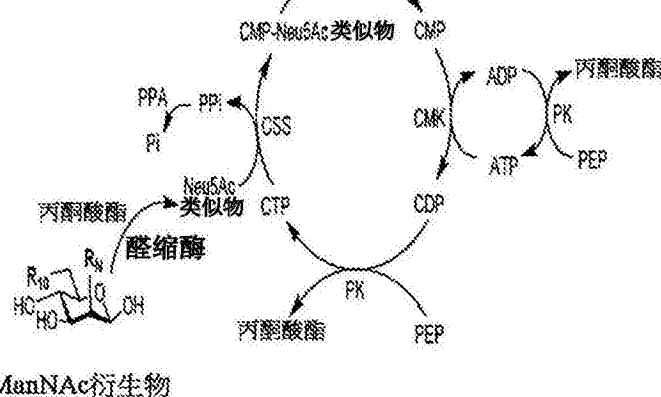 CMP-Neu5Ac类似物
CMP
ADP
丙酮酸酯
PPA
PPi
CSS
CMK
PK
Pi
ATP
PEP
Neu5Ac
类似物
CTP
CDP
丙酮酸酯
醛缩酶
R10
RN
O
HO
HO
OH
PK
丙酮酸酯
PEP
ManNAc衍生物